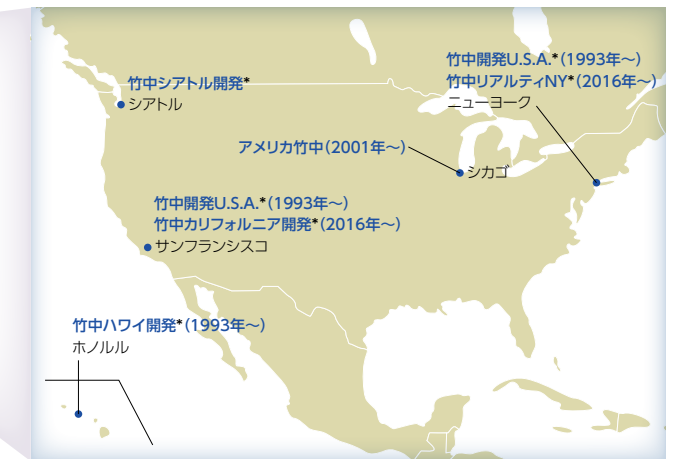 竹中シアトル開発*
シアトル
竹中開発U.S.A.*(1993年～)
竹中リアルティNY*(2016年～)
ニューヨーク
アメリカ竹中(2001年～)
シカゴ
竹中開発U.S.A.*(1993年～)
竹中カリフォルニア開発*(2016年～)
サンフランシスコ
竹中ハワイ開発*(1993年～)
ホノルル